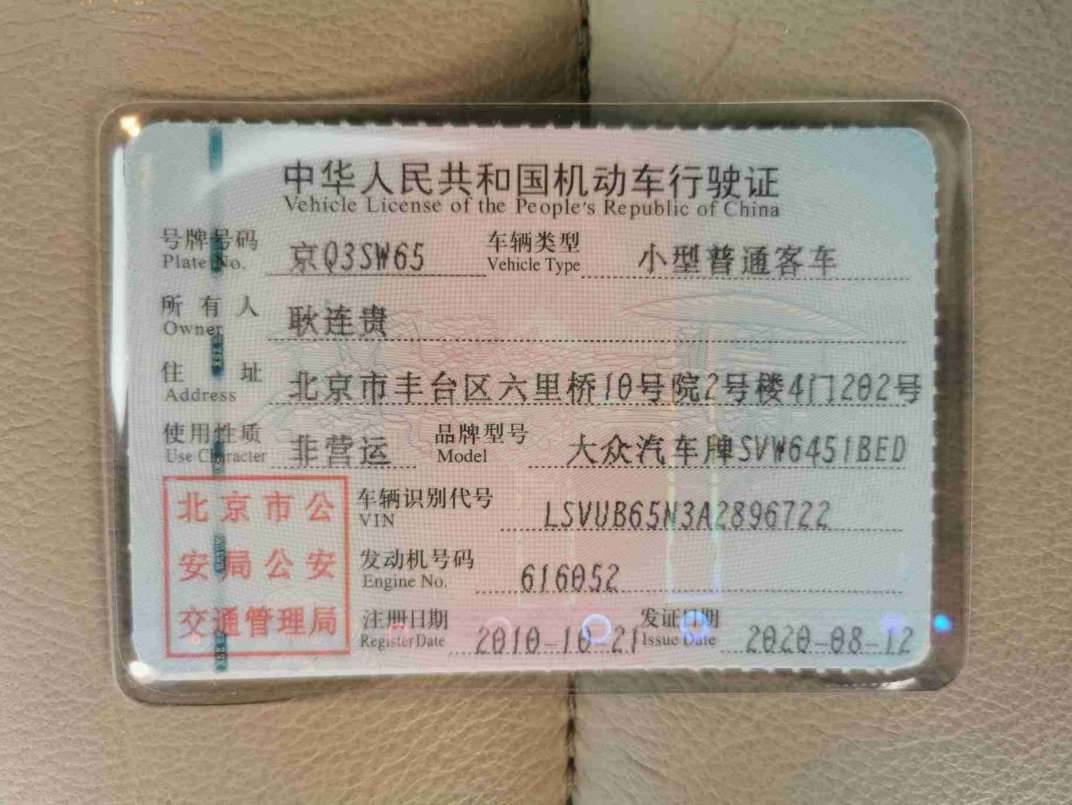 中华人民共和国机动车行驶证
Vehicle License of the People's Republic of China
号牌号码 京Q3SW65 车辆类型 小型普通客车
Plate No. Vehicle Type
所有人 耿连贵
Owner
住址 北京市丰台区六里桥10号院2号楼4门202号
Address
使用性质 非营运 品牌型号 大众汽车牌SVW6451BED
Use Character Model
北京市公
安局公安
交通管理局
车辆识别代号 LSVUB65N3A2896722
VIN
发动机号码 616052
Engine No.
注册日期 2010-10-21 发证日期 2020-08-12
Register Date Issue Date